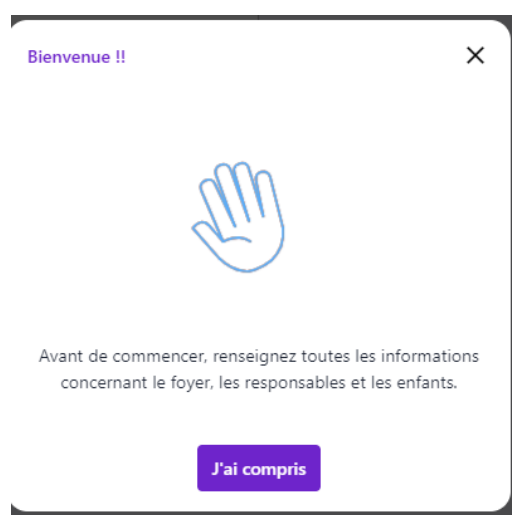 Bienvenue !!
Avant de commencer, renseignez toutes les informations
concernant le foyer, les responsables et les enfants.
J'ai compris